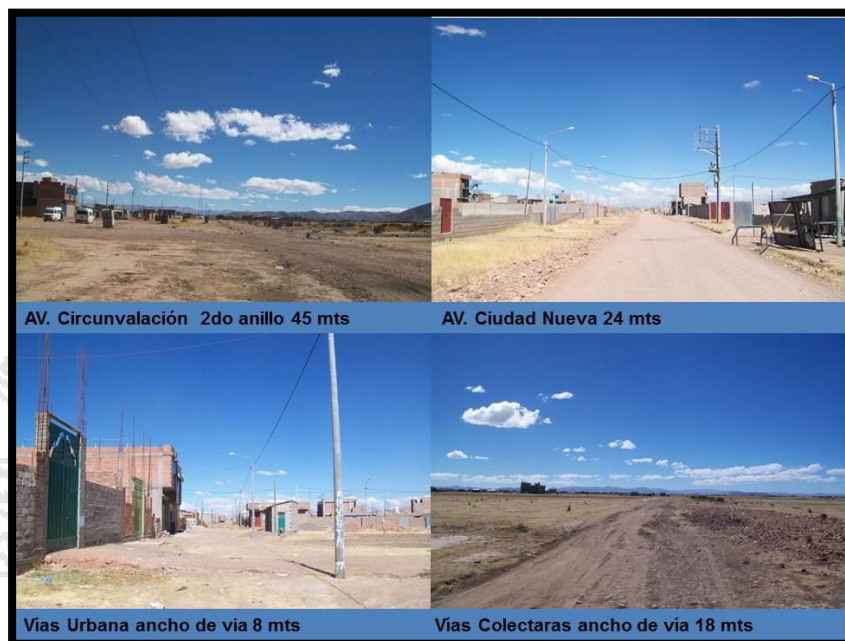 AV. Circunvalación 2do anillo 45 mts
AV. Ciudad Nueva 24 mts
Vías Urbana ancho de via 8 mts
Vías Colectaras ancho de vía 18 mts